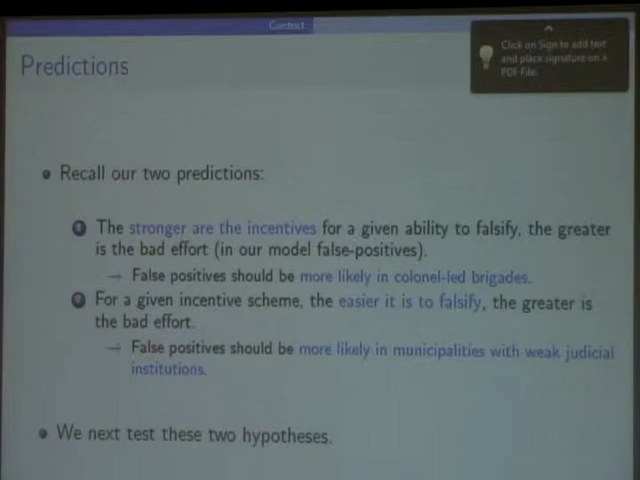 Context
Click on Sign to add text
and place signature on a
PDF File.
Predictions
Recall our two predictions:
The stronger are the incentives for a given ability to falsify, the greater
is the bad effort (in our model false-positives).
→ False positives should be more likely in colonel-led brigades.
For a given incentive scheme, the easier it is to falsify, the greater is
the bad effort.
→ False positives should be more likely in municipalities with weak judicial
institutions.
We next test these two hypotheses.